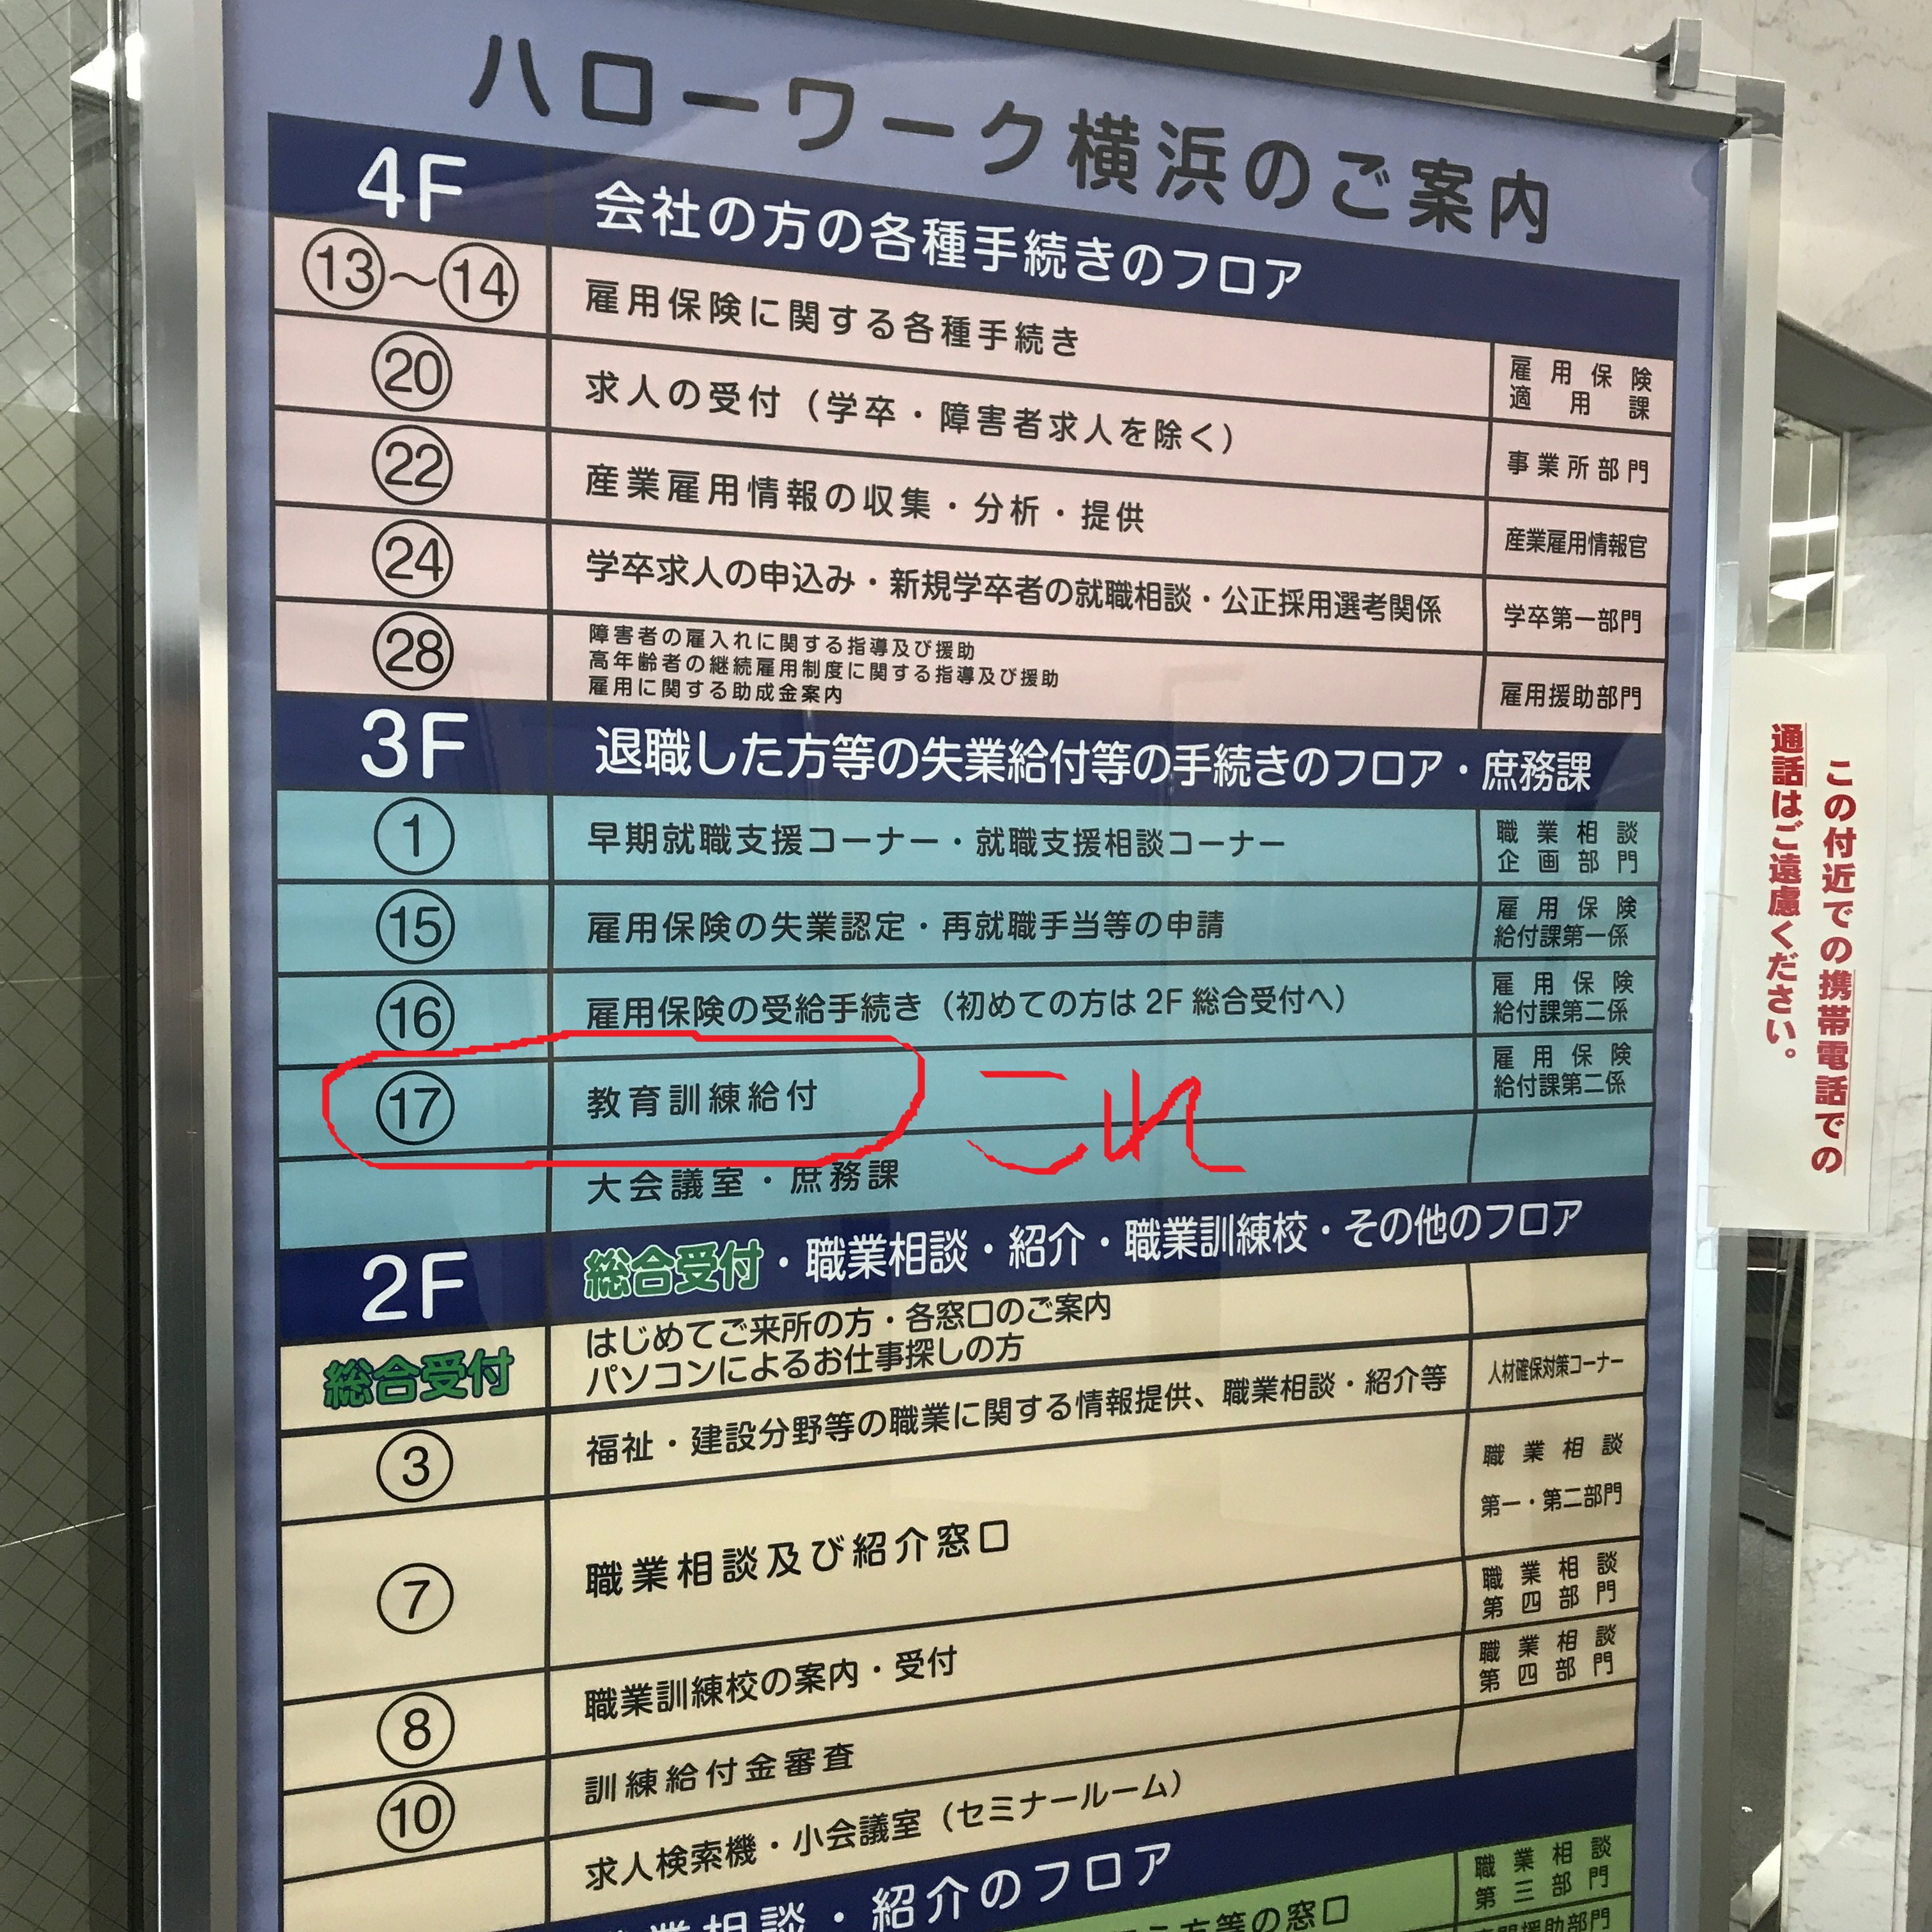 ハローワーク横浜のご案内
4F 会社の方の各種手続きのフロア
⑬～⑭ 雇用保険に関する各種手続き 雇用保険
適用課
⑳ 求人の受付（学卒・障害者求人を除く） 事業所部門
㉒ 産業雇用情報の収集・分析・提供 産業雇用情報官
㉔ 学卒求人の申込み・新規学卒者の就職相談・公正採用選考関係 学卒第一部門
㉘ 障害者の雇入れに関する指導及び援助
高年齢者の継続雇用制度に関する指導及び援助
雇用に関する助成金案内
雇用援助部門
3F 退職した方等の失業給付等の手続きのフロア・庶務課
① 早期就職支援コーナー・就職支援相談コーナー 職業相談
企画部門
⑮ 雇用保険の失業認定・再就職手当等の申請 雇用保険
給付課第一係
⑯ 雇用保険の受給手続き（初めての方は2F総合受付へ） 雇用保険
給付課第二係
⑰ 教育訓練給付 雇用保険
給付課第二係
これ
大会議室・庶務課
2F 総合受付・職業相談・紹介・職業訓練校・その他のフロア
総合受付 はじめてご来所の方・各窓口のご案内
パソコンによるお仕事探しの方
③ 福祉・建設分野等の職業に関する情報提供、職業相談・紹介等 人材確保対策コーナー
⑦ 職業相談及び紹介窓口 職業相談
第一・第二部門
⑧ 職業訓練校の案内・受付 職業相談
第四部門
⑩ 訓練給付金審査 職業相談
第四部門
求人検索機・小会議室（セミナールーム）
業相談・紹介のフロア
方等の窓口 職業相談
第三部門
援助部門
この付近での携帯電話での
通話はご遠慮ください。